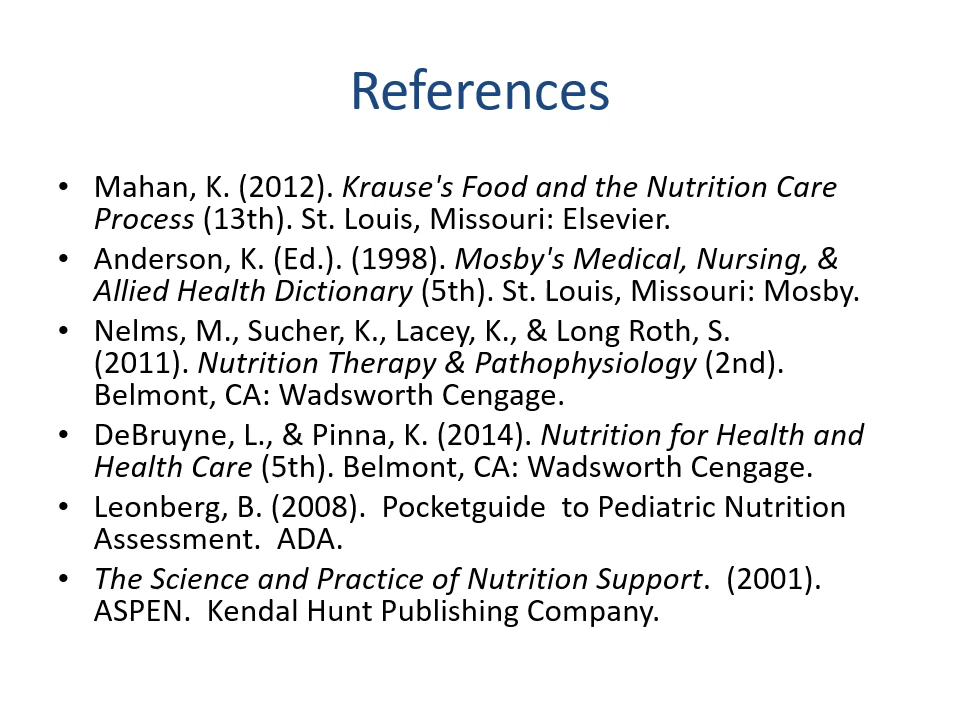 References
• Mahan, K. (2012). Krause's Food and the Nutrition Care
Process (13th). St. Louis, Missouri: Elsevier.
• Anderson, K. (Ed.). (1998). Mosby's Medical, Nursing, &
Allied Health Dictionary (5th). St. Louis, Missouri: Mosby.
• Nelms, M., Sucher, K., Lacey, K., & Long Roth, S.
(2011). Nutrition Therapy & Pathophysiology (2nd).
Belmont, CA: Wadsworth Cengage.
• DeBruyne, L., & Pinna, K. (2014). Nutrition for Health and
Health Care (5th). Belmont, CA: Wadsworth Cengage.
• Leonberg, B. (2008).  Pocketguide  to Pediatric Nutrition
Assessment.  ADA.
• The Science and Practice of Nutrition Support.  (2001).
ASPEN.  Kendal Hunt Publishing Company.